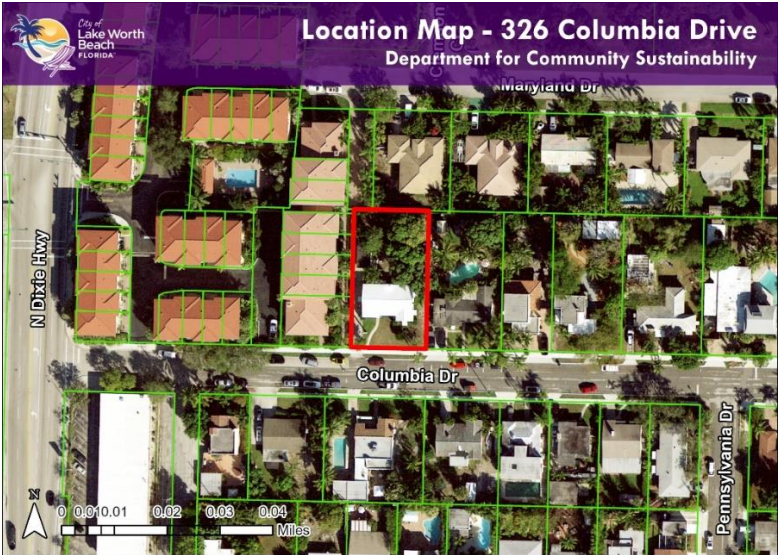 City of
Lake Worth
Beach
FLORIDA
Location Map - 326 Columbia Drive
Department for Community Sustainability
Maryland Dr
N Dixie Hwy
Columbia Dr
Pennsylvania Dr
N
0 0.010.01 0.02 0.03 0.04
Miles